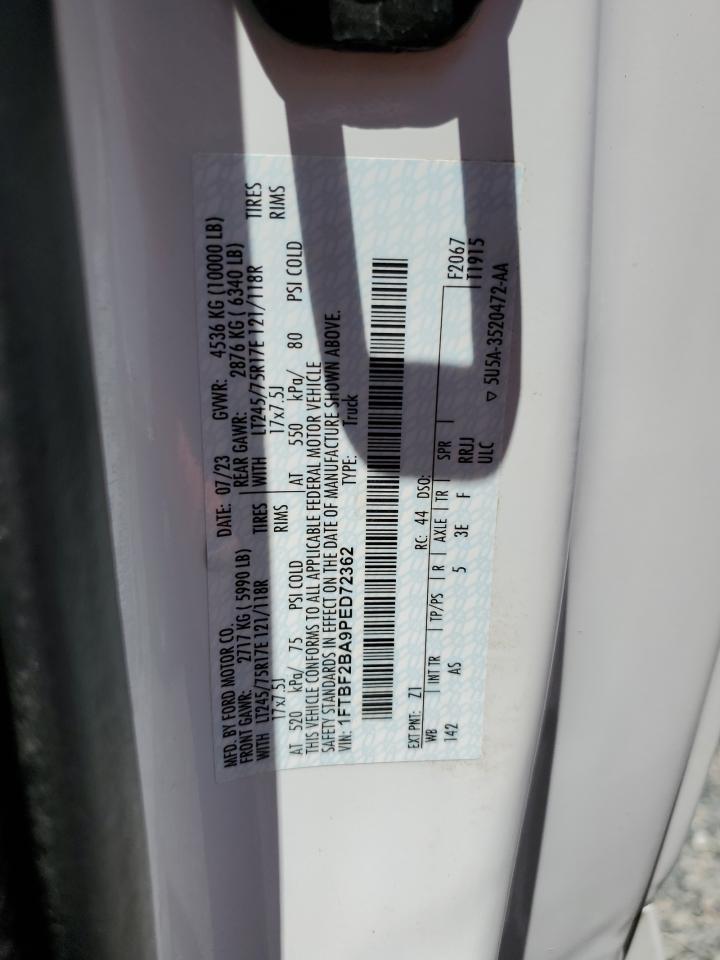 MFD. BY FORD MOTOR CO. DATE: 07/23 GVWR: 4536 KG (10000 LB)
FRONT GAWR: 2717 KG ( 5990 LB) REAR GAWR: 2876 KG ( 6340 LB)
WITH LT245/75R17E 121/118R TIRES WITH LT245/75R17E 121/118R TIRES
17x7.5J RIMS 17x7.5J RIMS
AT 520 kPa/ 75 PSI COLD AT 550 kPa/ 80 PSI COLD
THIS VEHICLE CONFORMS TO ALL APPLICABLE FEDERAL MOTOR VEHICLE
SAFETY STANDARDS IN EFFECT ON THE DATE OF MANUFACTURE SHOWN ABOVE.
VIN: 1FTBF2BA9PED72362 TYPE: Truck
EXT PNT: Z1 RC: 44 DSO: F2067
WB INT TR TP/PS R AXLE TR SPR T1915
142 AS 5 3E F RRJJ
ULC ▽ 5U5A-3520472-AA